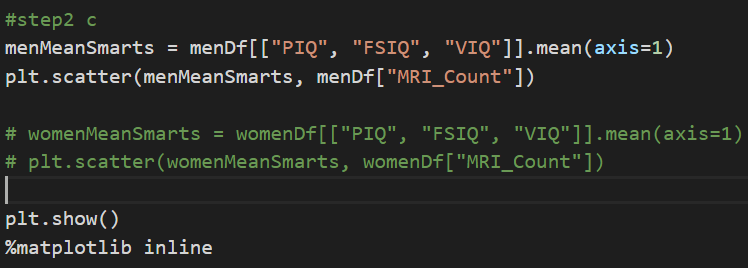 #step2 c
menMeanSmarts = menDf[["PIQ", "FSIQ", "VIQ"]].mean(axis=1)
plt.scatter(menMeanSmarts, menDf["MRI_Count"])
# womenMeanSmarts = womenDf[["PIQ", "FSIQ", "VIQ"]].mean(axis=1)
# plt.scatter(womenMeanSmarts, womenDf["MRI_Count"])
plt.show()
%matplotlib inline